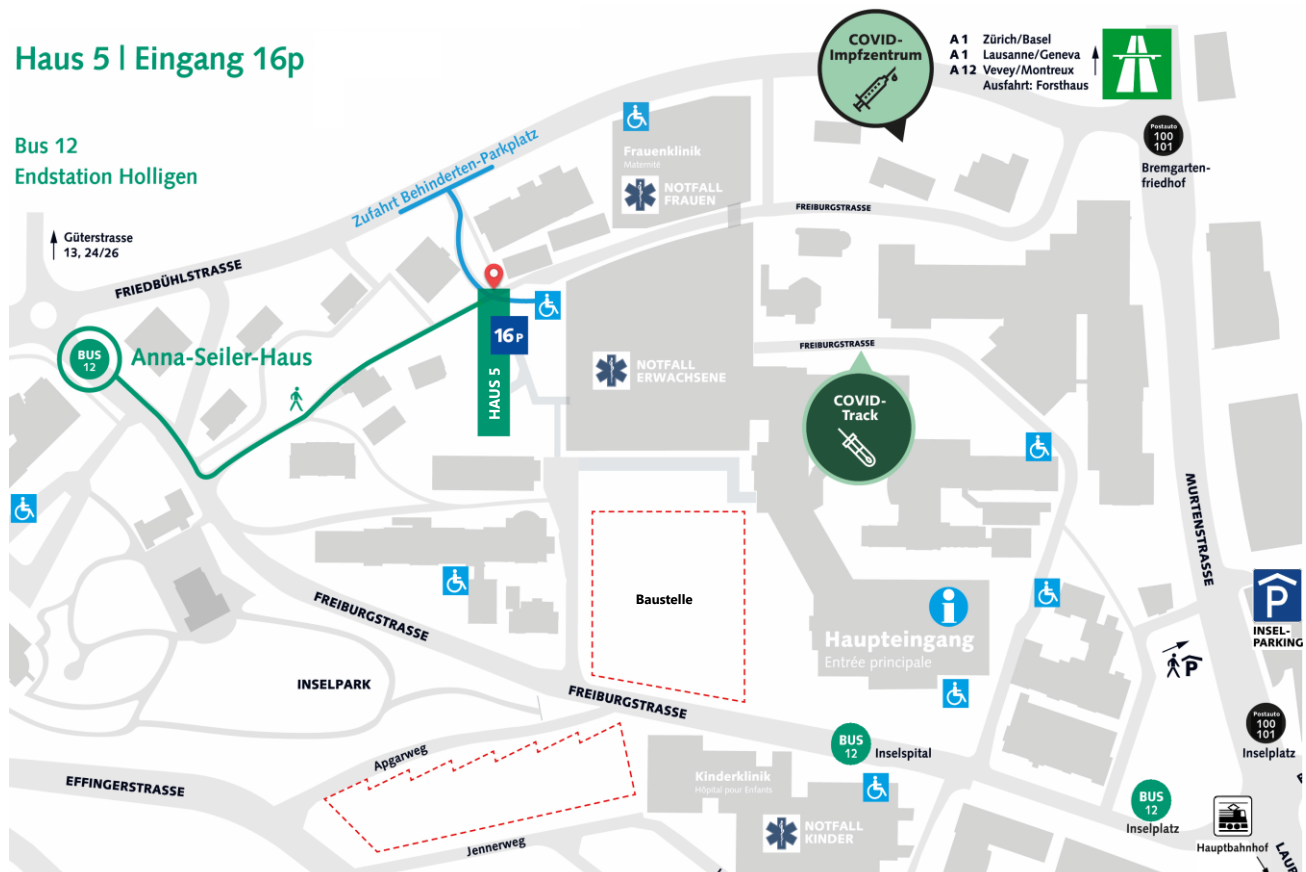 Haus 5 | Eingang 16p
Bus 12
Endstation Holligen
COVID-
Impfzentrum
A 1 Zürich/Basel
A 1 Lausanne/Geneva
A 12 Vevey/Montreux
Ausfahrt: Forsthaus
Postauto
100
101
Bremgarten-
friedhof
Zufahrt Behinderten-Parkplatz
Frauenklinik
Maternité
NOTFALL
FRAUEN
FREIBURGSTRASSE
Güterstrasse
13, 24/26
FRIEDBÜHLSTRASSE
BUS
12
Anna-Seiler-Haus
16 P
HAUS 5
NOTFALL
ERWACHSENE
FREIBURGSTRASSE
COVID-
Track
MURTENSTRASSE
Baustelle
FREIBURGSTRASSE
INSELPARK
FREIBURGSTRASSE
i
Haupteingang
Entrée principale
P
INSEL-
PARKING
P
Postauto
100
101
Inselplatz
BUS
12
Inselspital
Apgarweg
EFFINGERSTRASSE
Kinderklinik
Hôpital pour Enfants
NOTFALL
KINDER
Jennerweg
BUS
12
Inselplatz
Hauptbahnhof
LAUP